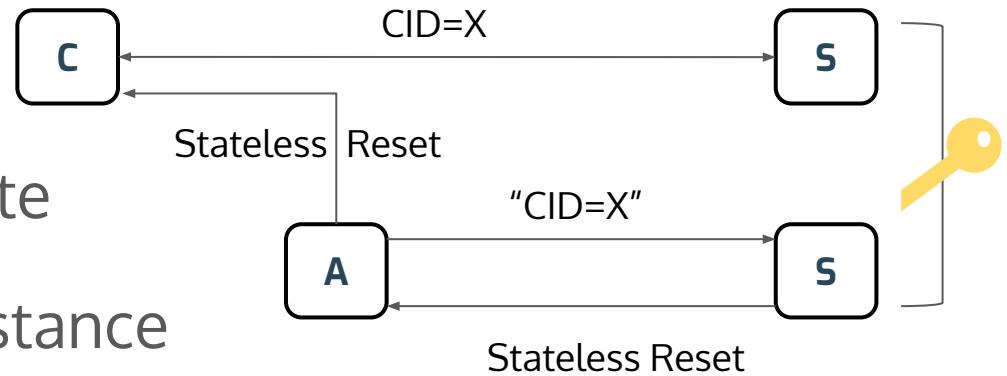 CID=X
C
S
Stateless Reset
te
“CID=X”
A
S
stance
Stateless Reset